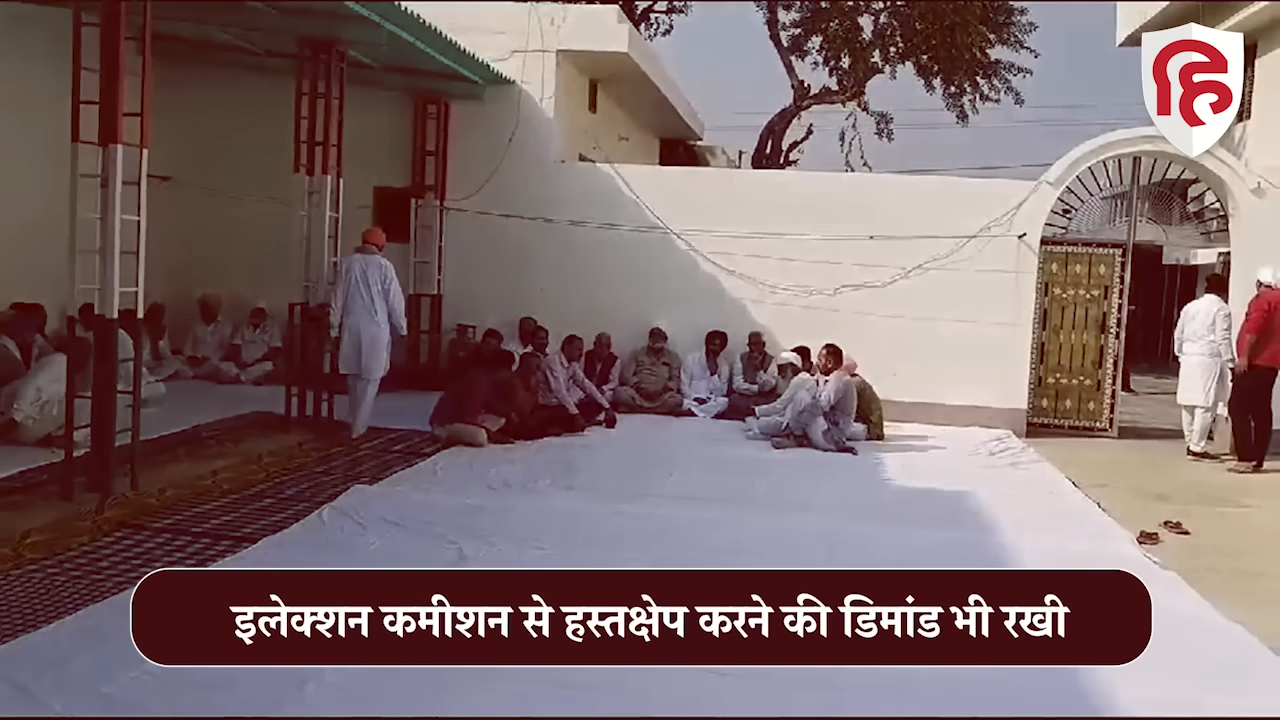 हि
इलेक्शन कमीशन से हस्तक्षेप करने की डिमांड भी रखी